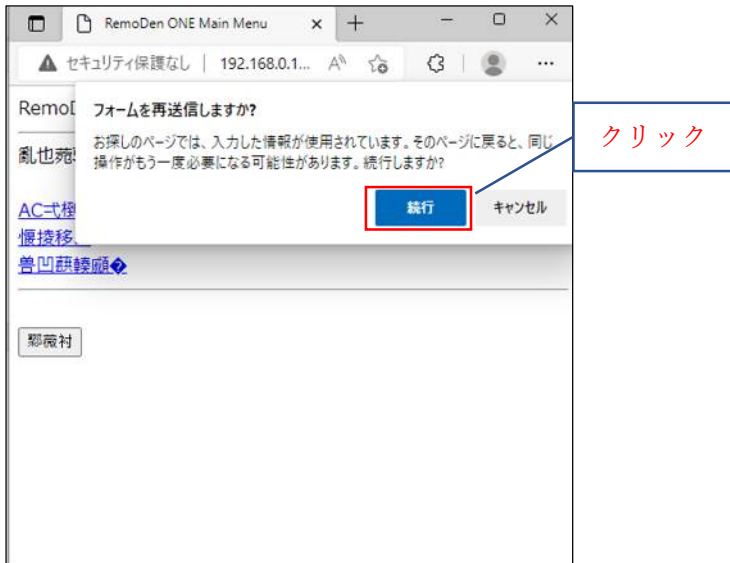 RemoDen ONE Main Menu
セキュリティ保護なし | 192.168.0.1...
フォームを再送信しますか?
お探しのページでは、入力した情報が使用されています。そのページに戻ると、同じ
操作がもう一度必要になる可能性があります。続行しますか?
続行 キャンセル
クリック
Remo
亂也菀
AC弍